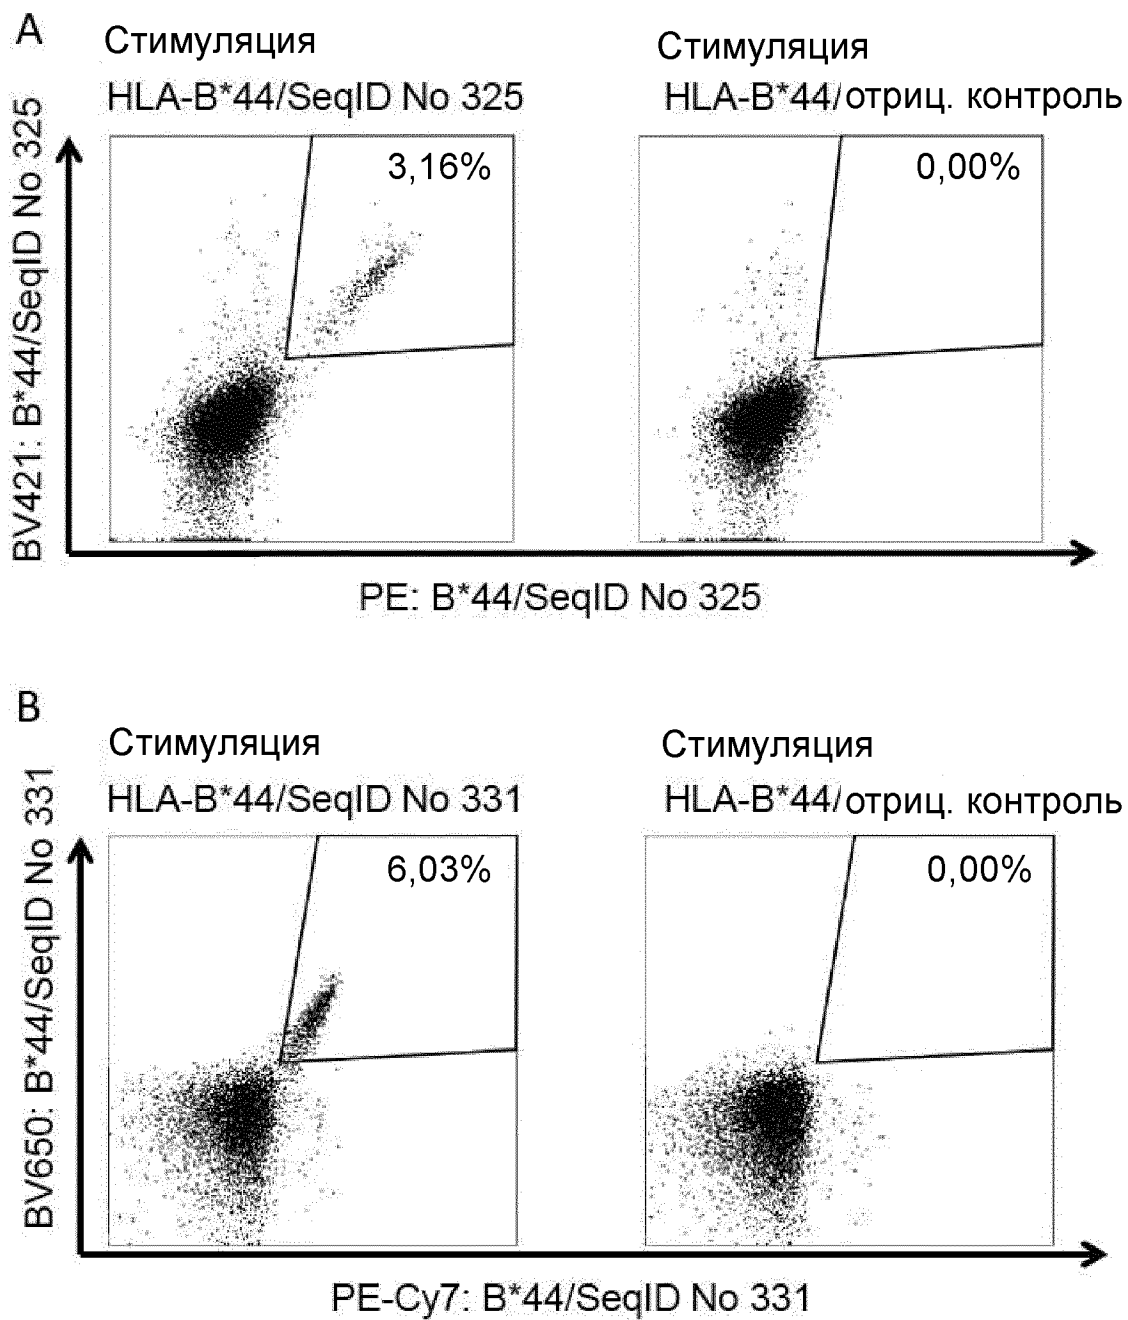 A
Стимуляция
HLA-B*44/SeqID No 325
Стимуляция
HLA-B*44/отриц. контроль
BV421: B*44/SeqID No 325
3,16%
0,00%
PE: B*44/SeqID No 325
B
Стимуляция
HLA-B*44/SeqID No 331
Стимуляция
HLA-B*44/отриц. контроль
BV650: B*44/SeqID No 331
6,03%
0,00%
PE-Cy7: B*44/SeqID No 331